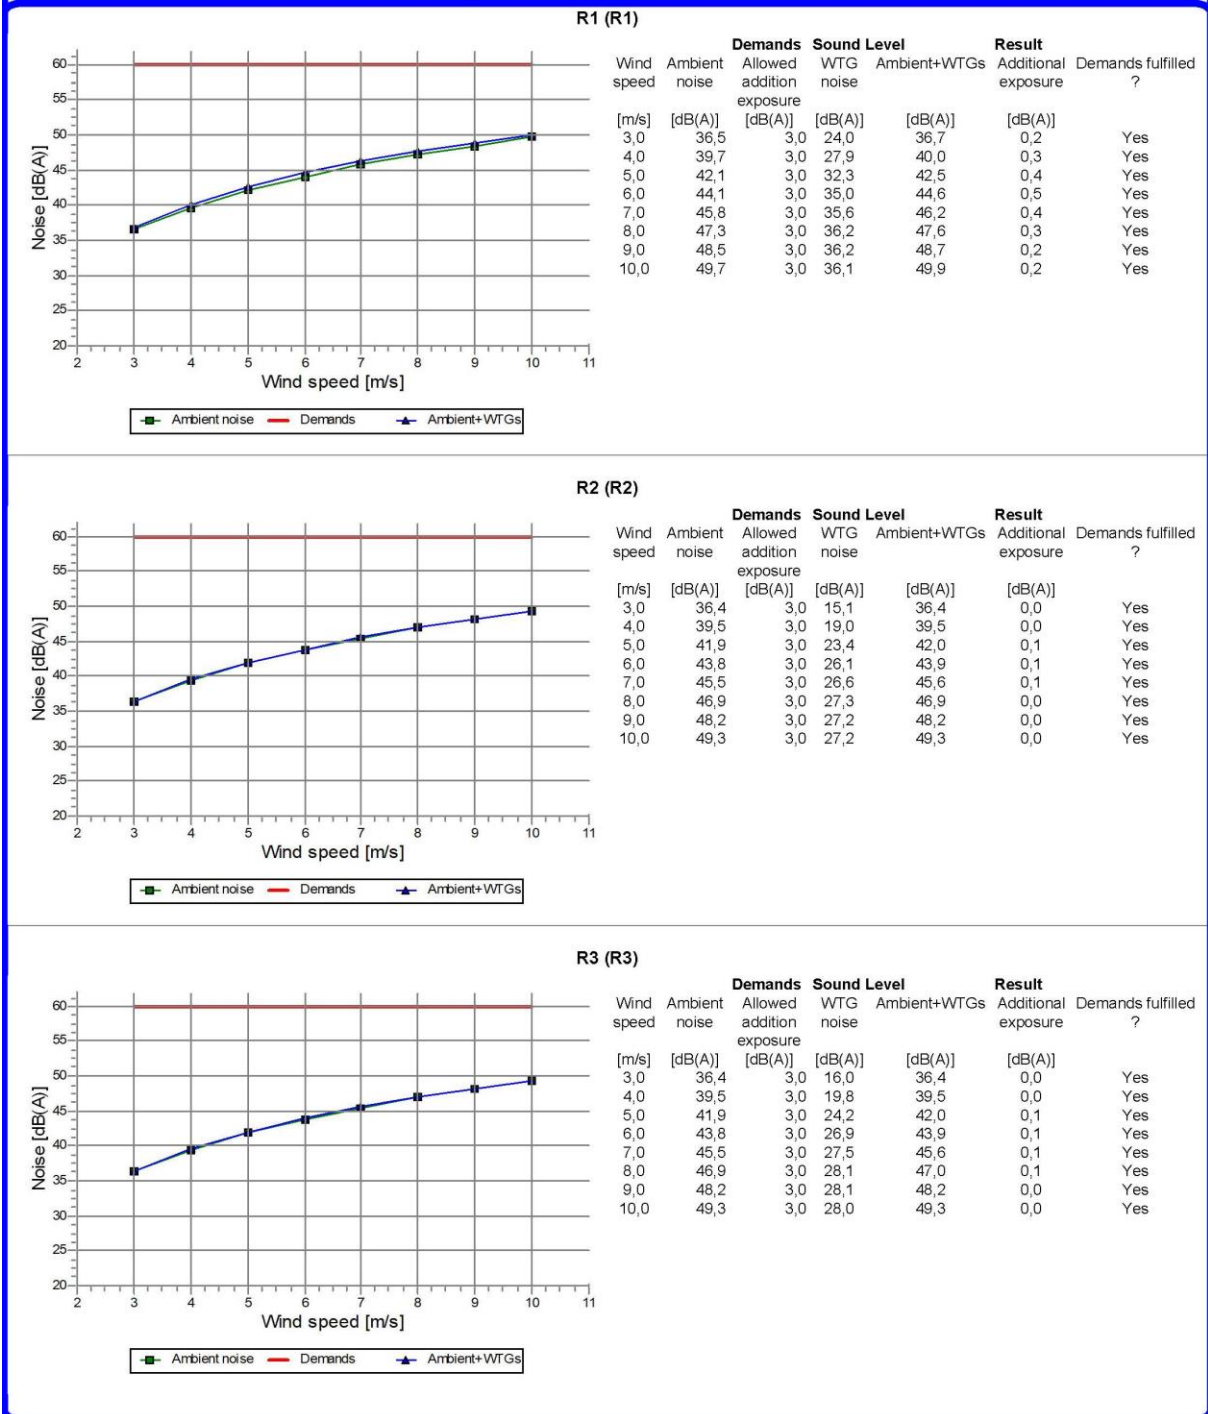 R1 (R1)
60
55
50
45
40
35
30
25
20
Noise [dB(A)]
2 3 4 5 6 7 8 9 10 11
Wind speed [m/s]
Ambient noise Demands Ambient+WTGs
Demands Sound Level Result
Wind Ambient Allowed WTG Ambient+WTGs Additional Demands fulfilled
speed noise addition noise exposure ?
exposure
[m/s] [dB(A)] [dB(A)] [dB(A)] [dB(A)] [dB(A)]
3,0 36,5 3,0 24,0 36,7 0,2 Yes
4,0 39,7 3,0 27,9 40,0 0,3 Yes
5,0 42,1 3,0 32,3 42,5 0,4 Yes
6,0 44,1 3,0 35,0 44,6 0,5 Yes
7,0 45,8 3,0 35,6 46,2 0,4 Yes
8,0 47,3 3,0 36,2 47,6 0,3 Yes
9,0 48,5 3,0 36,2 48,7 0,2 Yes
10,0 49,7 3,0 36,1 49,9 0,2 Yes
R2 (R2)
60
55
50
45
40
35
30
25
20
Noise [dB(A)]
2 3 4 5 6 7 8 9 10 11
Wind speed [m/s]
Ambient noise Demands Ambient+WTGs
Demands Sound Level Result
Wind Ambient Allowed WTG Ambient+WTGs Additional Demands fulfilled
speed noise addition noise exposure ?
exposure
[m/s] [dB(A)] [dB(A)] [dB(A)] [dB(A)] [dB(A)]
3,0 36,4 3,0 15,1 36,4 0,0 Yes
4,0 39,5 3,0 19,0 39,5 0,0 Yes
5,0 41,9 3,0 23,4 42,0 0,1 Yes
6,0 43,8 3,0 26,1 43,9 0,1 Yes
7,0 45,5 3,0 26,6 45,6 0,1 Yes
8,0 46,9 3,0 27,3 46,9 0,0 Yes
9,0 48,2 3,0 27,2 48,2 0,0 Yes
10,0 49,3 3,0 27,2 49,3 0,0 Yes
R3 (R3)
60
55
50
45
40
35
30
25
20
Noise [dB(A)]
2 3 4 5 6 7 8 9 10 11
Wind speed [m/s]
Ambient noise Demands Ambient+WTGs
Demands Sound Level Result
Wind Ambient Allowed WTG Ambient+WTGs Additional Demands fulfilled
speed noise addition noise exposure ?
exposure
[m/s] [dB(A)] [dB(A)] [dB(A)] [dB(A)] [dB(A)]
3,0 36,4 3,0 16,0 36,4 0,0 Yes
4,0 39,5 3,0 19,8 39,5 0,0 Yes
5,0 41,9 3,0 24,2 42,0 0,1 Yes
6,0 43,8 3,0 26,9 43,9 0,1 Yes
7,0 45,5 3,0 27,5 45,6 0,1 Yes
8,0 46,9 3,0 28,1 47,0 0,1 Yes
9,0 48,2 3,0 28,1 48,2 0,0 Yes
10,0 49,3 3,0 28,0 49,3 0,0 Yes